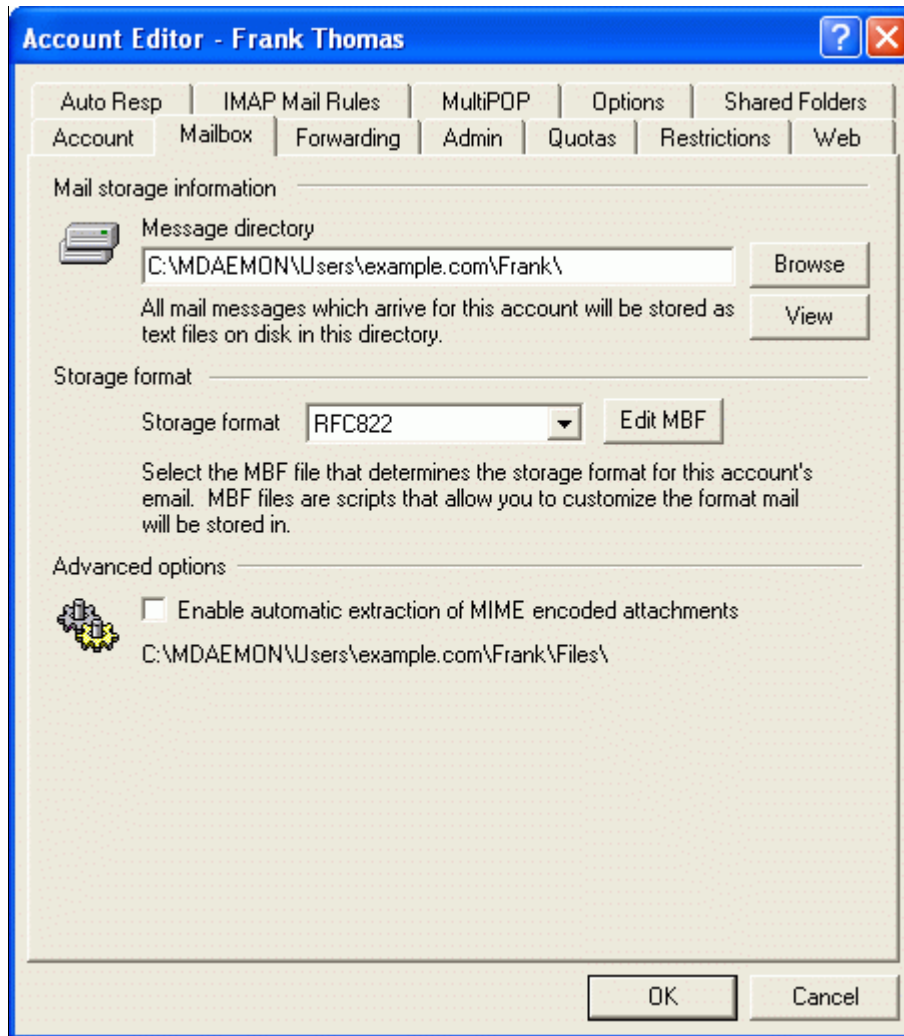 Account Editor - Frank Thomas
Auto Resp IMAP Mail Rules MultiPOP Options Shared Folders
Account Mailbox Forwarding Admin Quotas Restrictions Web
Mail storage information
Message directory
C:\MDAEMON\Users\example.com\Frank\ Browse
All mail messages which arrive for this account will be stored as
text files on disk in this directory.
View
Storage format
Storage format RFC822 Edit MBF
Select the MBF file that determines the storage format for this account's
email. MBF files are scripts that allow you to customize the format mail
will be stored in.
Advanced options
Enable automatic extraction of MIME encoded attachments
C:\MDAEMON\Users\example.com\Frank\Files\
OK Cancel